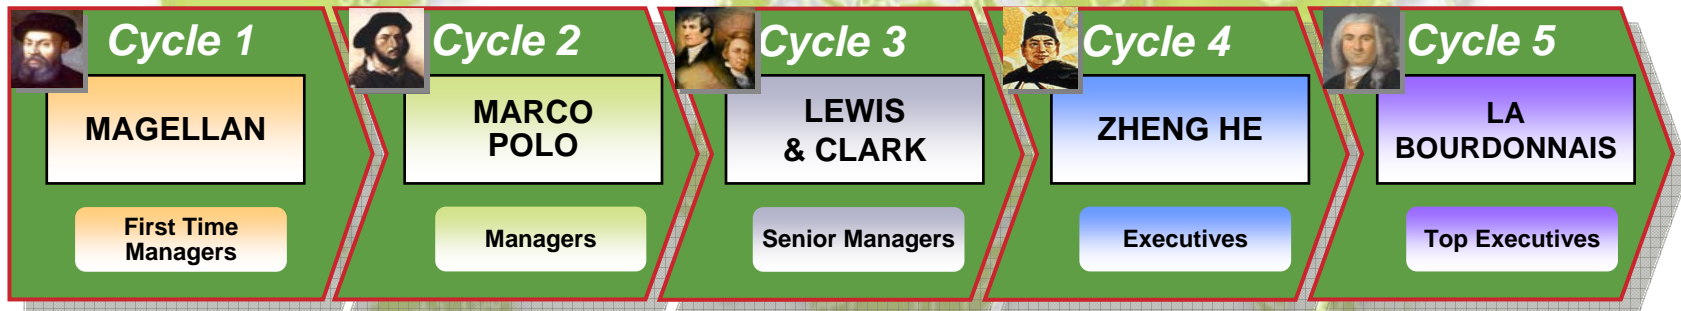 Cycle 1
MAGELLAN
First Time
Managers
Cycle 2
MARCO
POLO
Managers
Cycle 3
LEWIS
& CLARK
Senior Managers
Cycle 4
ZHENG HE
Executives
Cycle 5
LA
BOURDONNAIS
Top Executives